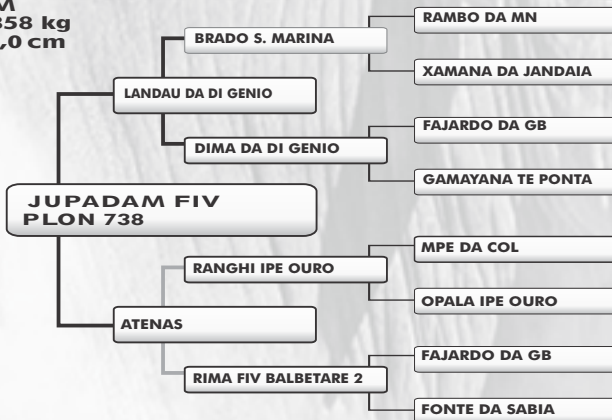 M
358 kg
,0 cm
RAMBO DA MN
BRADO S. MARINA
XAMANA DA JANDAIA
LANDAU DA DI GENIO
FAJARDO DA GB
DIMA DA DI GENIO
GAMAYANA TE PONTA
JUPADAM FIV
PLON 738
MPE DA COL
RANGHI IPE OURO
OPALA IPE OURO
ATENAS
FAJARDO DA GB
RIMA FIV BALBETARE 2
FONTE DA SABIA